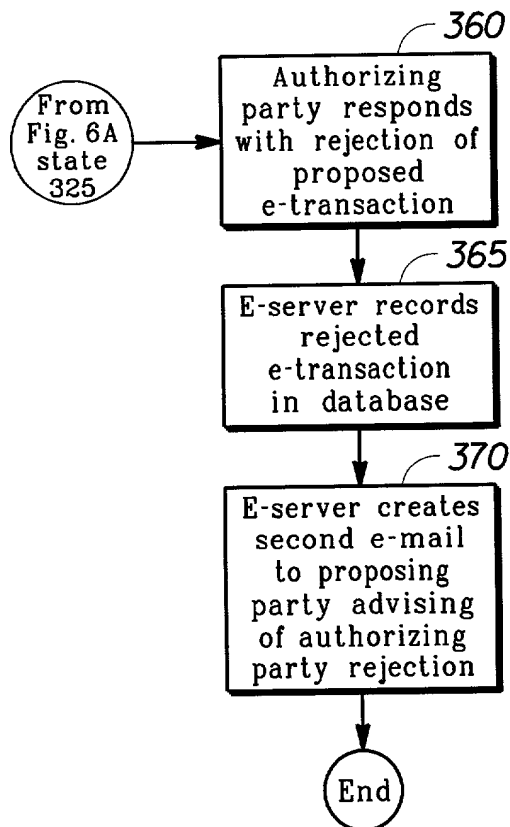 360
From
Fig. 6A
state
325
Authorizing
party responds
with rejection of
proposed
e-transaction
365
E-server records
rejected
e-transaction
in database
370
E-server creates
second e-mail
to proposing
party advising
of authorizing
party rejection
End